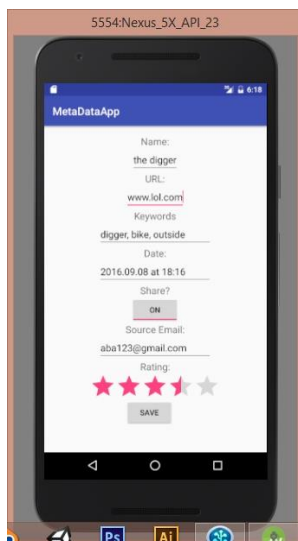 5554:Nexus_5X_API_23
6:18
MetaDataApp
Name:
the digger
URL:
www.lol.com
Keywords
digger, bike, outside
Date:
2016.09.08 at 18:16
Share?
ON
Source Email:
aba123@gmail.com
Rating:
SAVE
Ps
Ai